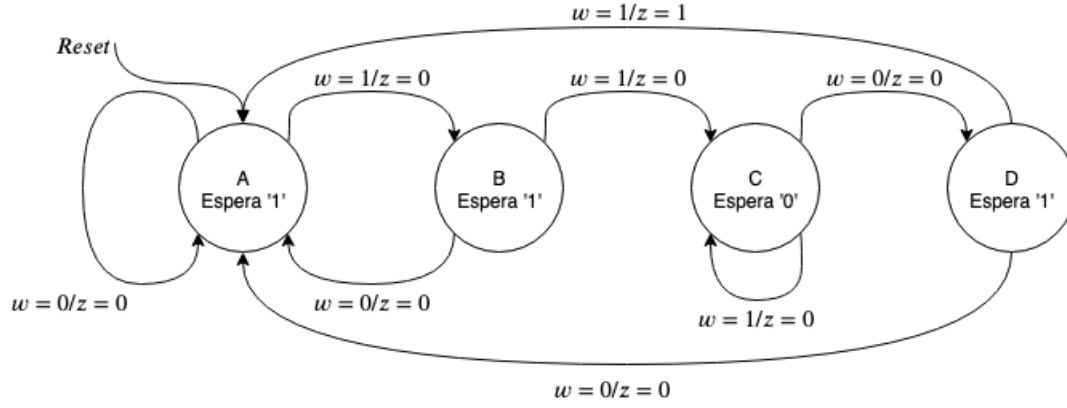 w = 1/z = 1
Reset
w = 1/z = 0
w = 1/z = 0
w = 0/z = 0
A
Espera '1'
B
Espera '1'
C
Espera '0'
D
Espera '1'
w = 0/z = 0
w = 0/z = 0
w = 1/z = 0
w = 0/z = 0